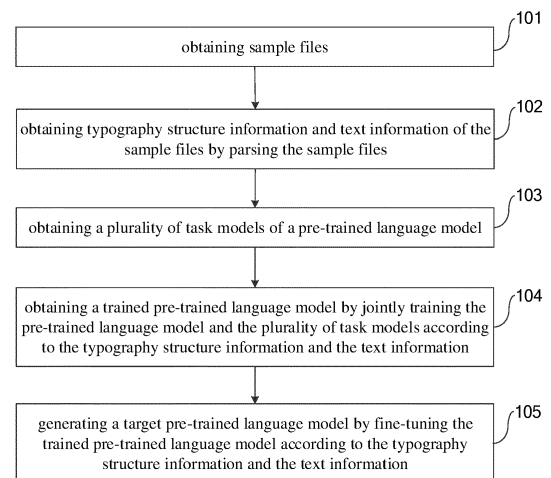 101
obtaining sample files
102
obtaining typography structure information and text information of the
sample files by parsing the sample files
103
obtaining a plurality of task models of a pre-trained language model
104
obtaining a trained pre-trained language model by jointly training the
pre-trained language model and the plurality of task models according
to the typography structure information and the text information
105
generating a target pre-trained language model by fine-tuning the
trained pre-trained language model according to the typography
structure information and the text information